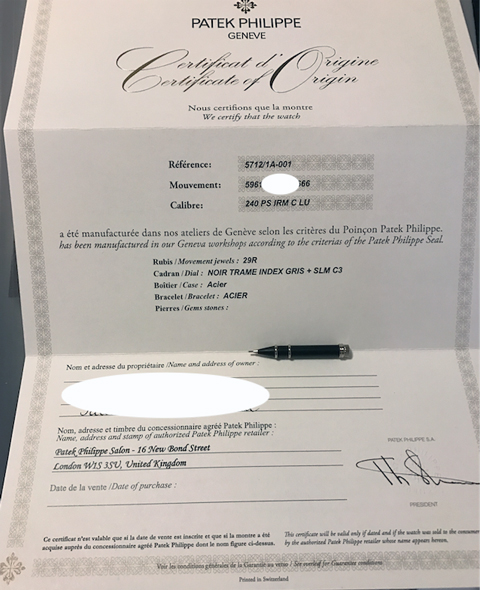 PATEK PHILIPPE
GENEVE
Certificat d'Origine
Certificate of Origin
Nous certifions que la montre
We certify that the watch
Référence: 5712/1A-001
Mouvement: 596 666
Calibre: 240 PS IRM C LU
a été manufacturée dans nos ateliers de Genève selon les critères du Poinçon Patek Philippe.
has been manufactured in our Geneva workshops according to the criterias of the Patek Philippe Seal.
Rubis / Movement jewels : 29R
Cadran / Dial : NOIR TRAME INDEX GRIS + SLM C3
Boîtier / Case : Acier
Bracelet / Bracelet : ACIER
Pierres / Gems stones :
Nom et adresse du propriétaire / Name and address of owner :
Nom, adresse et timbre du concessionnaire agréé Patek Philippe :
Name, address and stamp of authorized Patek Philippe retailer :
Patek Philippe Salon - 16 New Bond Street
London W1S 3SU, United Kingdom
PATEK PHILIPPE S.A.
Date de la vente / Date of purchase :
PRESIDENT
Ce certificat n'est valable que si la date de vente est inscrite et si la montre a été
acquise auprès du concessionnaire agréé Patek Philippe dont le nom figure ci-dessus.
This certificate will be valid only if dated and if the watch was sold to the consumer
by the authorized Patek Philippe retailer whose name appears hereon.
Voir les conditions générales de la Garantie au verso / See overleaf for Guarantee conditions
Printed in Switzerland